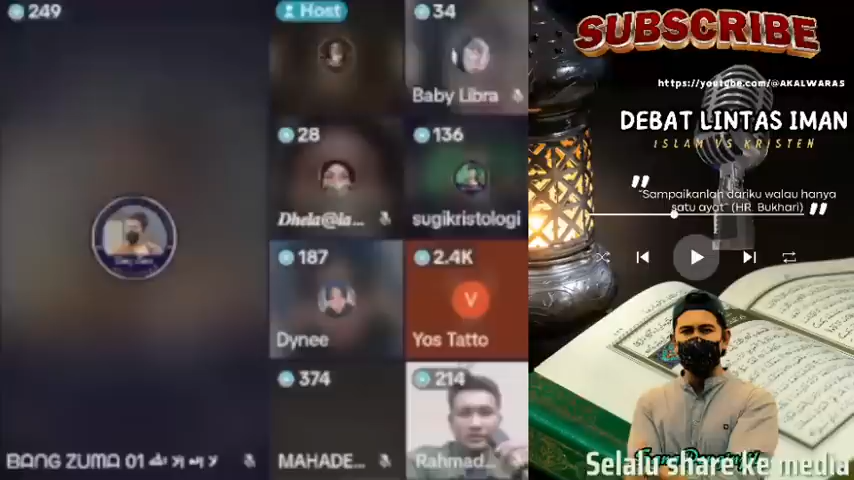 249
Host
34
Baby Libra
28
136
Dhela@la...
sugikristologi
187
2.4K
V
Dynee
Yos Tatto
374
214
BANG ZUMA 01
MAHADE...
Rahmad...
SUBSCRIBE
https://youtube.com/@AKALWARAS
DEBAT LINTAS IMAN
ISLAM VS KRISTEN
"Sampaikanlah dariku walau hanya
satu ayat" (HR. Bukhari)
Selalu share ke media